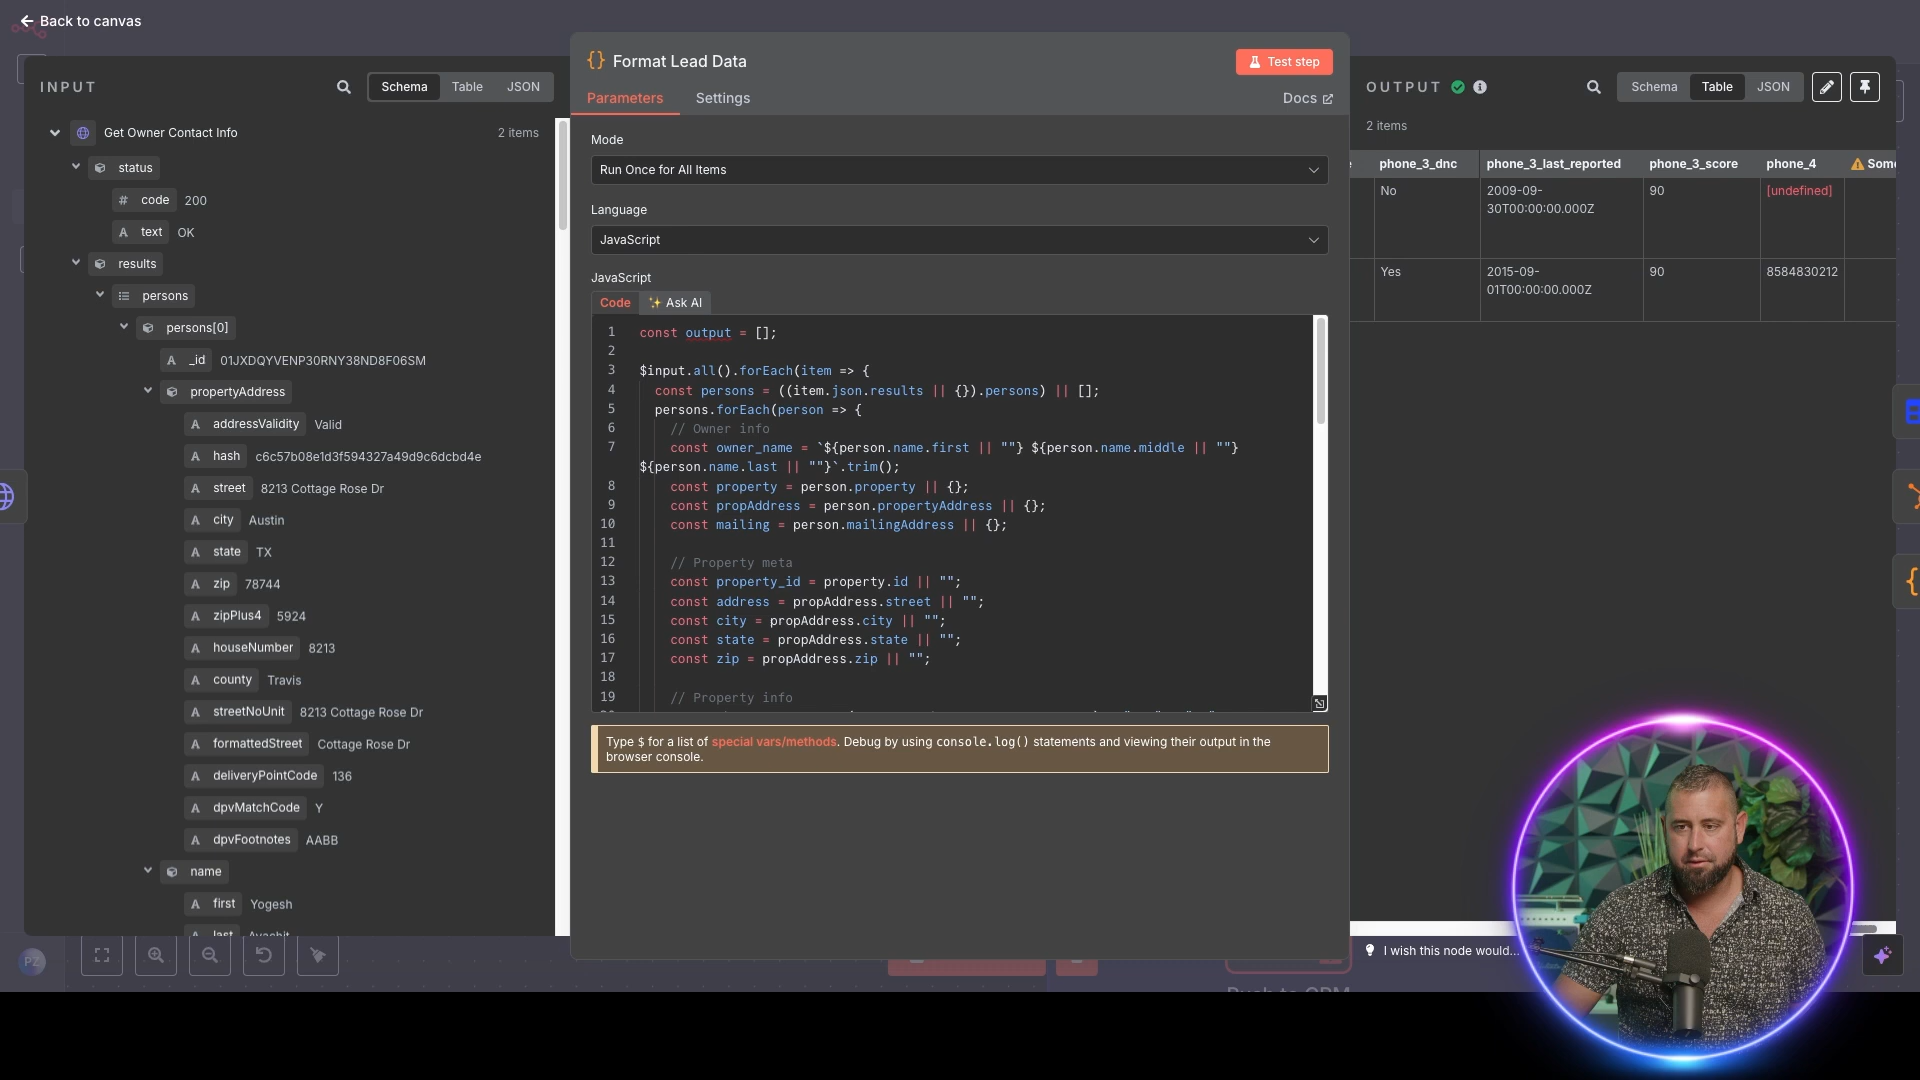 Back to canvas
INPUT
Schema
Table
JSON
Get Owner Contact Info
2 items
status
# code 200
A text OK
results
persons
persons[0]
A _id 01JXDQYVENP30RNY38ND8F06SM
propertyAddress
A addressValidity Valid
A hash c6c57b08e1d3f594327a49d9c6dcbd4e
A street 8213 Cottage Rose Dr
A city Austin
A state TX
A zip 78744
A zipPlus4 5924
A houseNumber 8213
A county Travis
A streetNoUnit 8213 Cottage Rose Dr
A formattedStreet Cottage Rose Dr
A deliveryPointCode 136
A dpvMatchCode Y
A dpvFootnotes AABB
name
A first Yogesh
A last
PZ
{} Format Lead Data
Test step
Parameters
Settings
Docs
Mode
Run Once for All Items
Language
JavaScript
JavaScript
Code
Ask AI
1 const output = [];
2
3 $input.all().forEach(item => {
4 const persons = ((item.json.results || {}).persons) || [];
5 persons.forEach(person => {
6 // Owner info
7 const owner_name = `${person.name.first || ""} ${person.name.middle || ""}
${person.name.last || ""}`.trim();
8 const property = person.property || {};
9 const propAddress = person.propertyAddress || {};
10 const mailing = person.mailingAddress || {};
11
12 // Property meta
13 const property_id = property.id || "";
14 const address = propAddress.street || "";
15 const city = propAddress.city || "";
16 const state = propAddress.state || "";
17 const zip = propAddress.zip || "";
18
19 // Property info
Type $ for a list of special vars/methods. Debug by using console.log() statements and viewing their output in the
browser console.
OUTPUT
Schema
Table
JSON
2 items
phone_3_dnc phone_3_last_reported phone_3_score phone_4 Som
No 2009-09-30T00:00:00.000Z 90 [undefined]
Yes 2015-09-01T00:00:00.000Z 90 8584830212
I wish this node would...